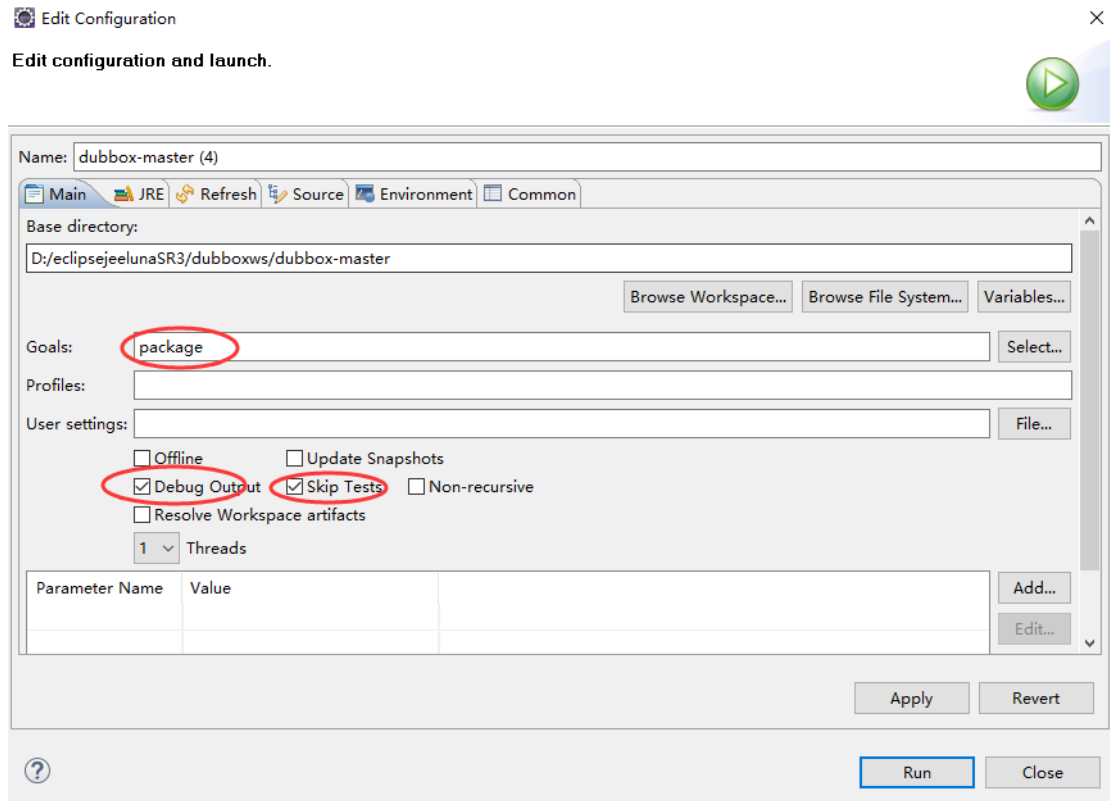 Edit Configuration
Edit configuration and launch.
Name: dubbox-master (4)
Main JRE Refresh Source Environment Common
Base directory:
D:/eclipsejeelunaSR3/dubboxws/dubbox-master
Browse Workspace... Browse File System... Variables...
Goals: package Select...
Profiles:
User settings: File...
Offline Update Snapshots
Debug Output Skip Tests Non-recursive
Resolve Workspace artifacts
1 Threads
Parameter Name Value Add...
Edit...
Apply Revert
? Run Close